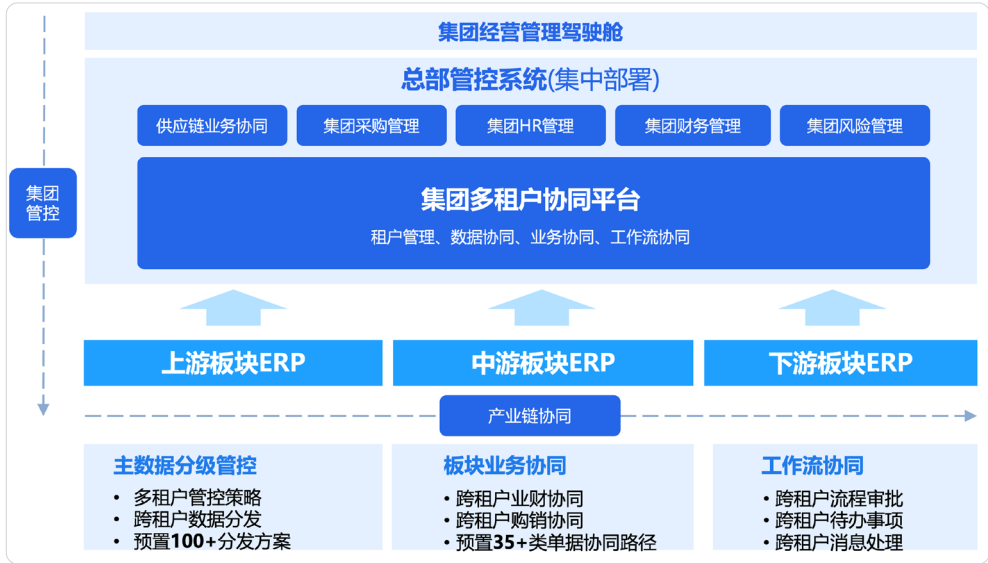 集团经营管理驾驶舱
总部管控系统(集中部署)
供应链业务协同
集团采购管理
集团HR管理
集团财务管理
集团风险管理
集团
管控
集团多租户协同平台
租户管理、数据协同、业务协同、工作流协同
上游板块ERP
中游板块ERP
下游板块ERP
产业链协同
主数据分级管控
• 多租户管控策略
• 跨租户数据分发
• 预置100+分发方案
板块业务协同
• 跨租户业财协同
• 跨租户购销协同
• 预置35+类单据协同路径
工作流协同
• 跨租户流程审批
• 跨租户待办事项
• 跨租户消息处理